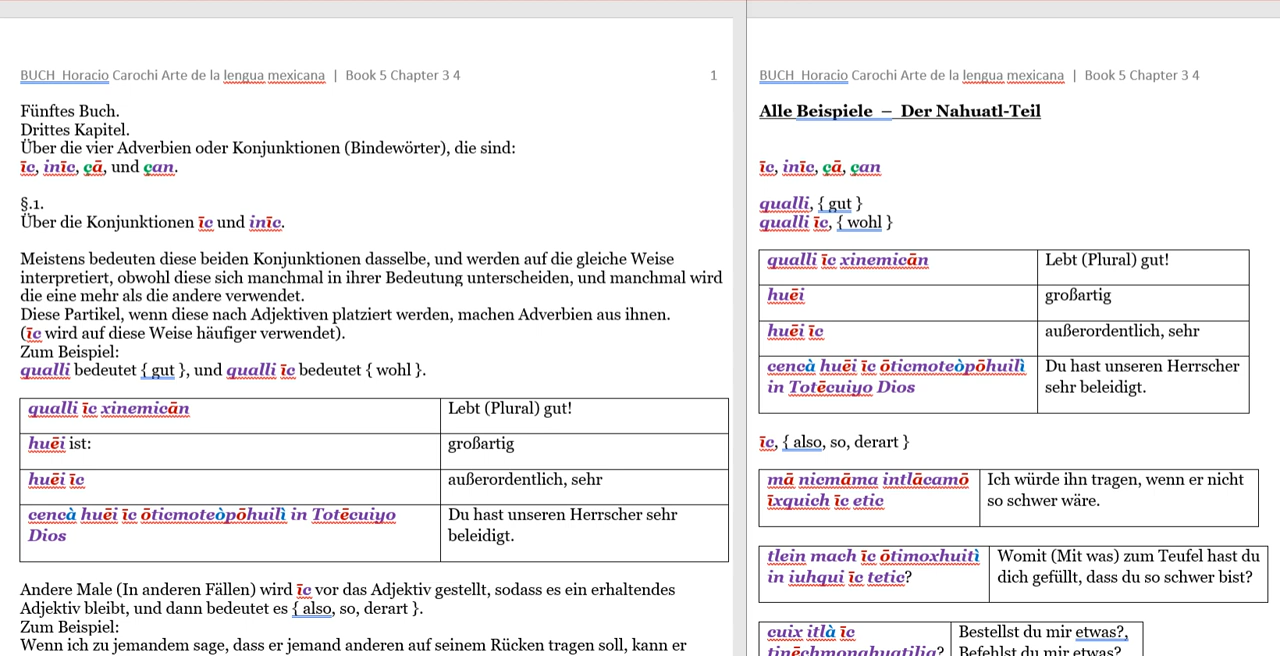 BUCH Horacio Carochi Arte de la lengua mexicana | Book 5 Chapter 3 4 1
Fünftes Buch.
Drittes Kapitel.
Über die vier Adverbien oder Konjunktionen (Bindewörter), die sind:
īc, inīc, çā, und çan.
§.1.
Über die Konjunktionen īc und inīc.
Meistens bedeuten diese beiden Konjunktionen dasselbe, und werden auf die gleiche Weise
interpretiert, obwohl diese sich manchmal in ihrer Bedeutung unterscheiden, und manchmal wird
die eine mehr als die andere verwendet.
Diese Partikel, wenn diese nach Adjektiven platziert werden, machen Adverbien aus ihnen.
(īc wird auf diese Weise häufiger verwendet).
Zum Beispiel:
qualli bedeutet { gut }, und qualli īc bedeutet { wohl }.
qualli īc xinemicān Lebt (Plural) gut!
huēi ist: großartig
huēi īc außerordentlich, sehr
cencà huēi īc ōticmoteòpōhuilì in Totēcuiyo Du hast unseren Herrscher sehr
Dios beleidigt.
Andere Male (In anderen Fällen) wird īc vor das Adjektiv gestellt, sodass es ein erhaltendes
Adjektiv bleibt, und dann bedeutet es { also, so, derart }.
Zum Beispiel:
Wenn ich zu jemandem sage, dass er jemand anderen auf seinem Rücken tragen soll, kann er
BUCH Horacio Carochi Arte de la lengua mexicana | Book 5 Chapter 3 4
Alle Beispiele – Der Nahuatl-Teil
īc, inīc, çā, çan
qualli, { gut }
qualli īc, { wohl }
qualli īc xinemicān Lebt (Plural) gut!
huēi großartig
huēi īc außerordentlich, sehr
cencà huēi īc ōticmoteòpōhuilì Du hast unseren Herrscher
in Totēcuiyo Dios sehr beleidigt.
īc, { also, so, derart }
mā nicmāma intlācamō Ich würde ihn tragen, wenn er nicht
īxquich īc etic so schwer wäre.
tlein mach īc ōtimoxhuitì Womit (Mit was) zum Teufel hast du
in iuhqui īc tetic? dich gefüllt, dass du so schwer bist?
cuix itlà īc Bestellst du mir etwas?,
tinēchmonahuatilia? Befehlst du mir etwas?